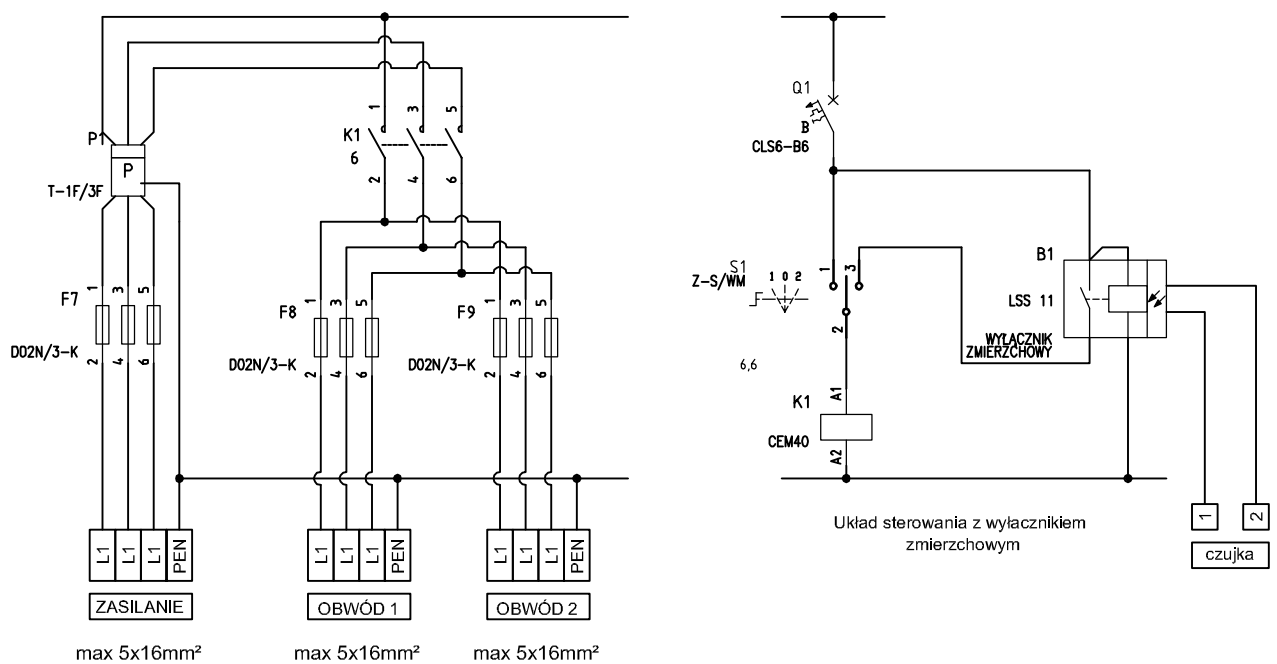 P1
P
T-1F/3F
F7
D02N/3-K
1 3 5
2 4 6
K1
6
1 3 5
2 4 6
F8
D02N/3-K
1 3 5
2 4 6
F9
D02N/3-K
1 3 5
2 4 6
L1 L1 L1 PEN
L1 L1 L1 PEN
L1 L1 L1 PEN
ZASILANIE
OBWÓD 1
OBWÓD 2
max 5x16mm²
max 5x16mm²
max 5x16mm²
Q1
B
CLS6-B6
S1
Z-S/WM
1 0 2
1 3
2
6,6
B1
LSS 11
WYŁĄCZNIK
ZMIERZCHOWY
K1
CEM40
A1
A2
Układ sterowania z wyłacznikiem
zmierzchowym
1 2
czujka